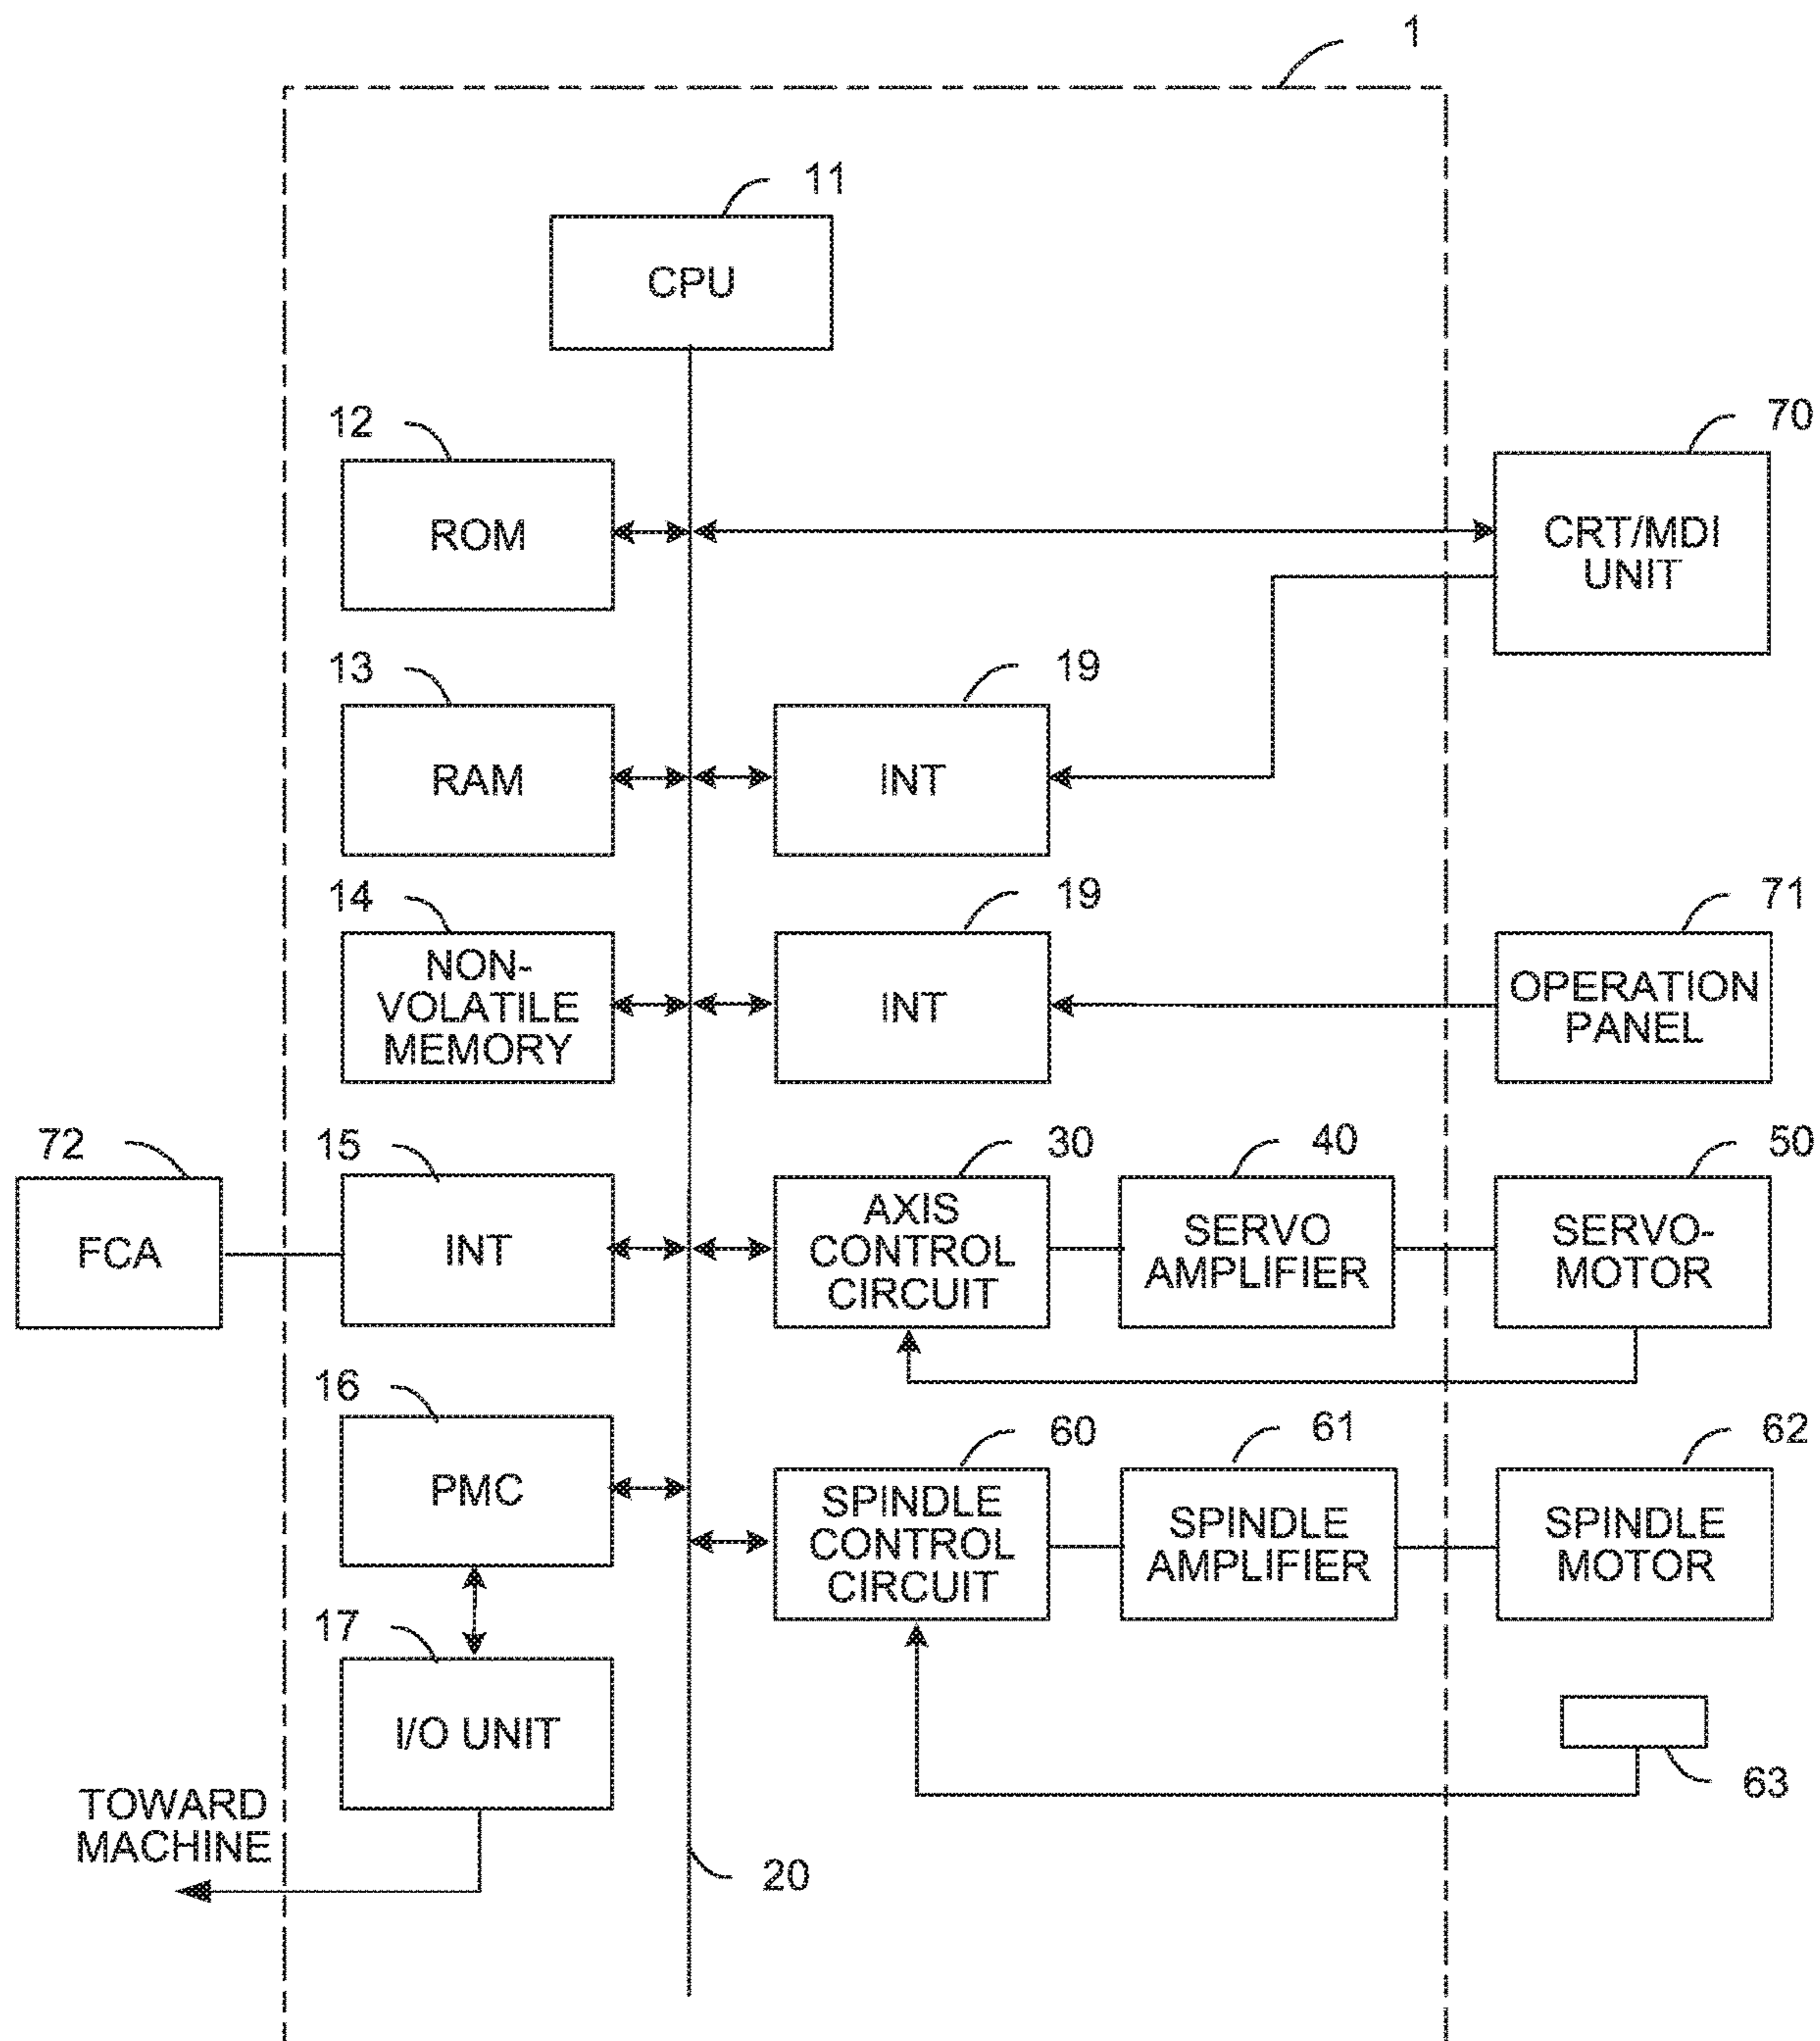 1
11
CPU
12
70
ROM
CRT/MDI
UNIT
13
19
RAM
INT
14
19
71
NON-
VOLATILE
MEMORY
INT
OPERATION
PANEL
72
15
30
40
50
FCA
INT
AXIS
CONTROL
CIRCUIT
SERVO
AMPLIFIER
SERVO-
MOTOR
16
60
61
62
PMC
SPINDLE
CONTROL
CIRCUIT
SPINDLE
AMPLIFIER
SPINDLE
MOTOR
17
I/O UNIT
63
TOWARD
MACHINE
20